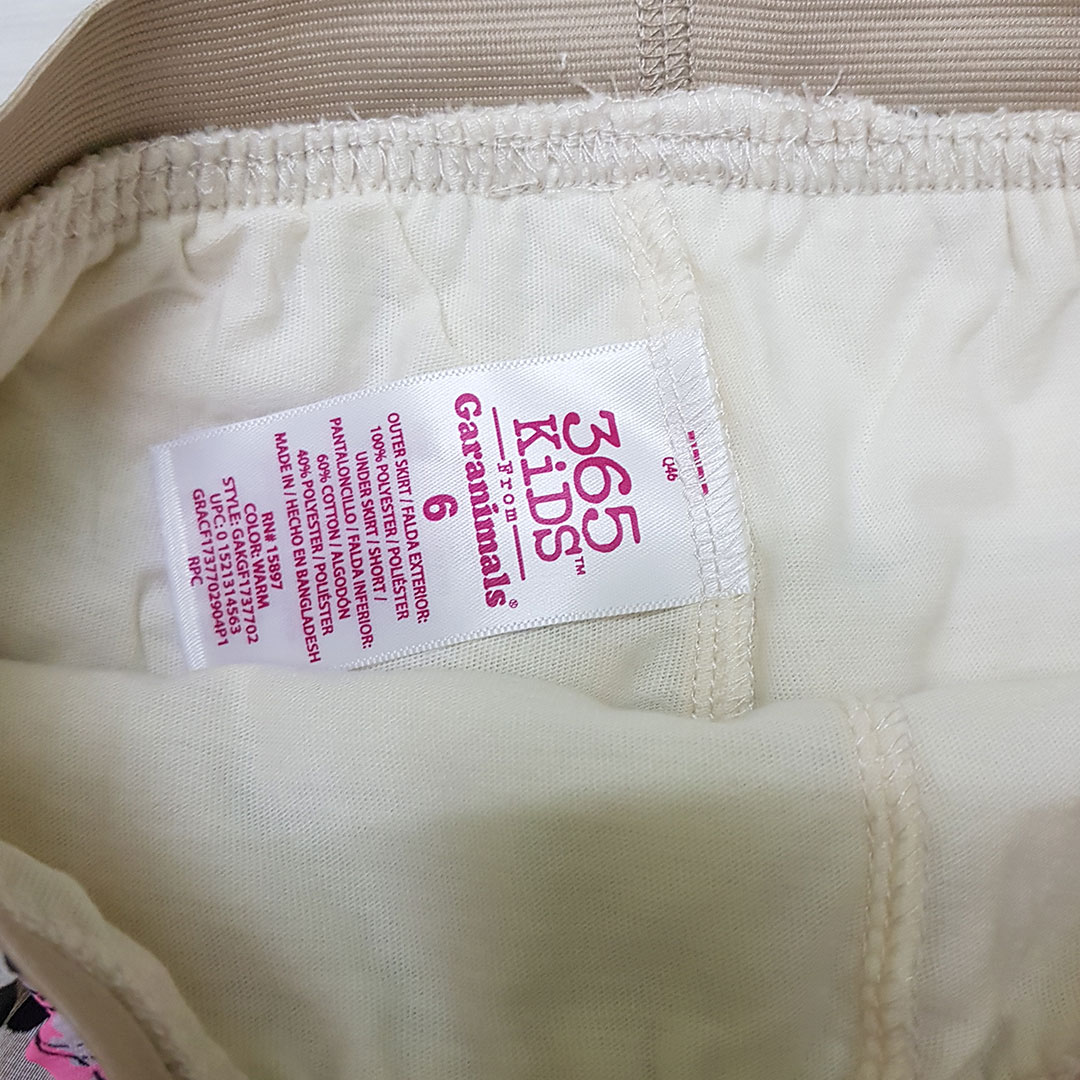 046
365
KiDS™
From
Garanimals®
6
OUTER SKIRT / FALDA EXTERIOR:
100% POLYESTER / POLIÉSTER
UNDER SKIRT / SHORT /
PANTALONCILLO / FALDA INFERIOR:
60% COTTON / ALGODÓN
40% POLYESTER / POLIÉSTER
MADE IN / HECHO EN BANGLADESH
RN# 15897
COLOR: WARM
STYLE: GAKGF1737702
UPC: 0 15213 14563
GRACF1737702904P1
RPC